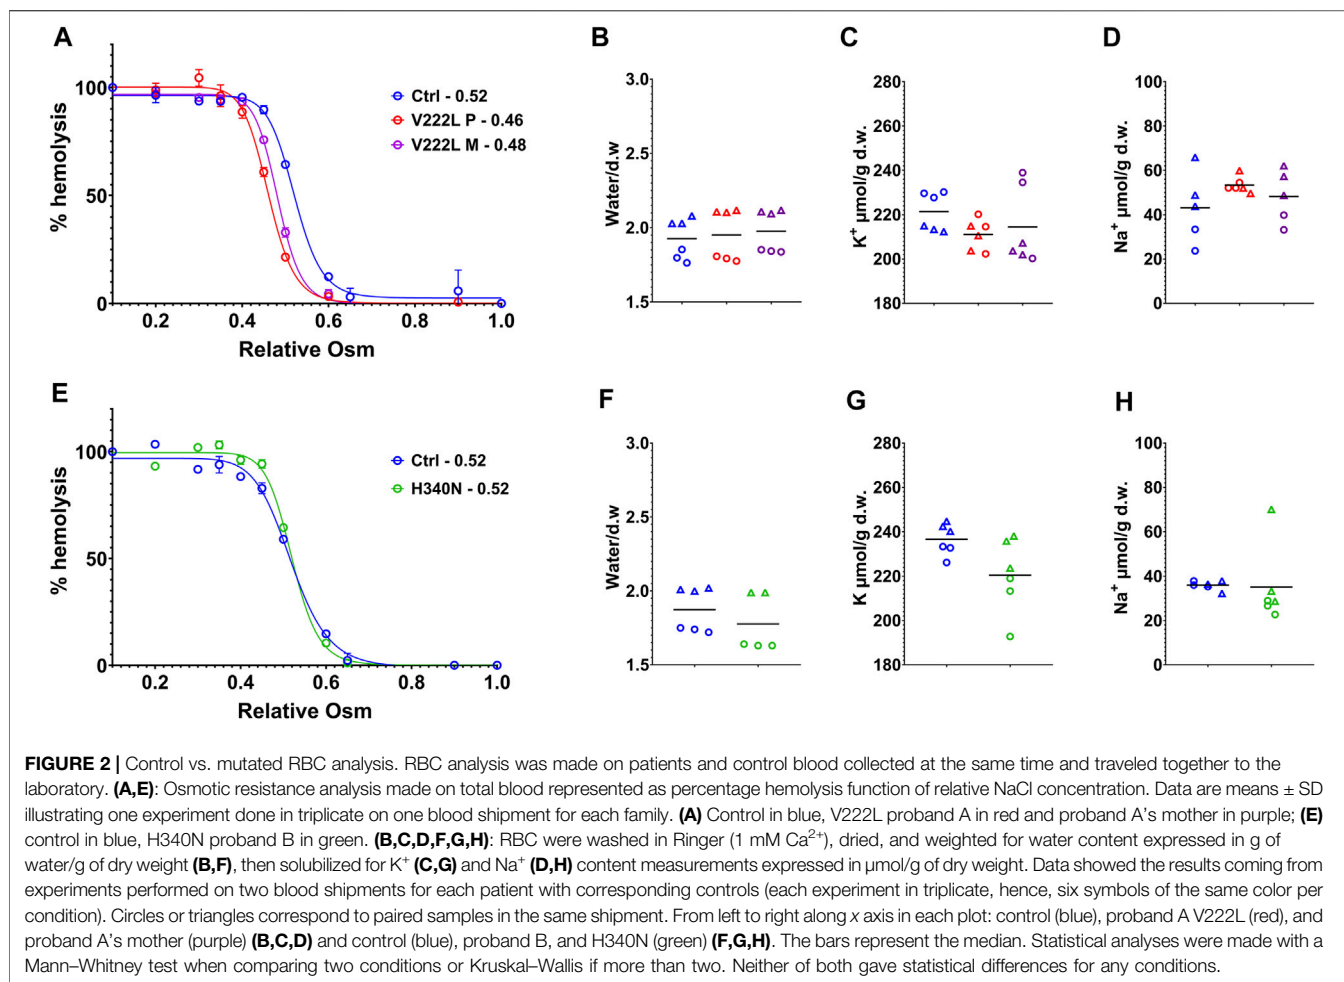 A
% hemolysis
100
50
0
0.2
0.4
0.6
0.8
1.0
Relative Osm
Ctrl - 0.52
V222L P - 0.46
V222L M - 0.48
B
Water/d.w
3.0
2.5
2.0
1.5
C
K⁺ µmol/g d.w.
280
260
240
220
200
180
D
Na⁺ µmol/g d.w.
100
80
60
40
20
0
E
% hemolysis
100
50
0
0.2
0.4
0.6
0.8
1.0
Relative Osm
Ctrl - 0.52
H340N - 0.52
F
Water/d.w
3.0
2.5
2.0
1.5
G
K µmol/g d.w.
280
260
240
220
200
180
H
Na⁺ µmol/g d.w.
100
80
60
40
20
0
FIGURE 2 | Control vs. mutated RBC analysis. RBC analysis was made on patients and control blood collected at the same time and traveled together to the
laboratory. (A,E): Osmotic resistance analysis made on total blood represented as percentage hemolysis function of relative NaCl concentration. Data are means ± SD
illustrating one experiment done in triplicate on one blood shipment for each family. (A) Control in blue, V222L proband A in red and proband A's mother in purple; (E)
control in blue, H340N proband B in green. (B,C,D,F,G,H): RBC were washed in Ringer (1 mM Ca²⁺), dried, and weighted for water content expressed in g of
water/g of dry weight (B,F), then solubilized for K⁺ (C,G) and Na⁺ (D,H) content measurements expressed in µmol/g of dry weight. Data showed the results coming from
experiments performed on two blood shipments for each patient with corresponding controls (each experiment in triplicate, hence, six symbols of the same color per
condition). Circles or triangles correspond to paired samples in the same shipment. From left to right along x axis in each plot: control (blue), proband A V222L (red), and
proband A's mother (purple) (B,C,D) and control (blue), proband B, and H340N (green) (F,G,H). The bars represent the median. Statistical analyses were made with a
Mann–Whitney test when comparing two conditions or Kruskal–Wallis if more than two. Neither of both gave statistical differences for any conditions.